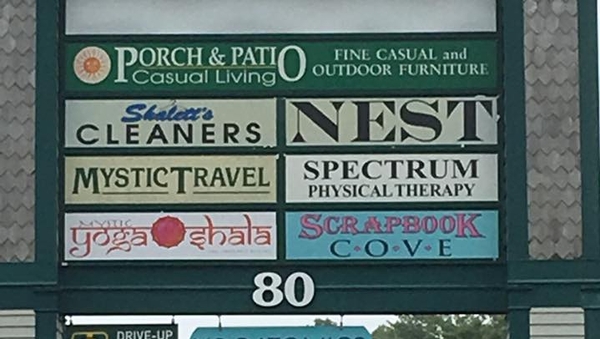 PORCH & PATIO
Casual Living
FINE CASUAL and
OUTDOOR FURNITURE
Shalett's
CLEANERS
NEST
MYSTIC TRAVEL
SPECTRUM
PHYSICAL THERAPY
MYSTIC
yoga shala
SCRAPBOOK
COVE
80
DRIVE-UP